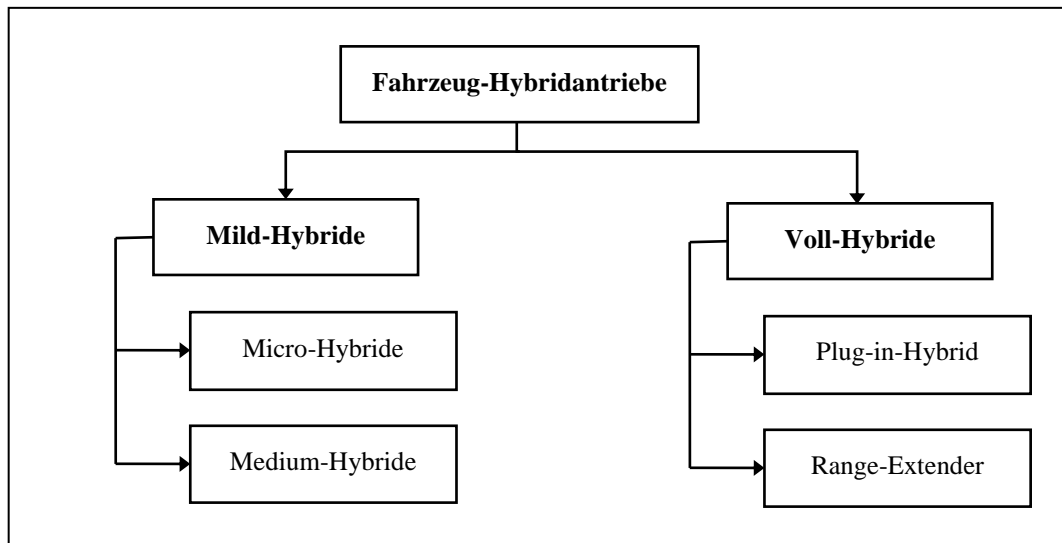 Fahrzeug-Hybridantriebe
Mild-Hybride
Voll-Hybride
Micro-Hybride
Plug-in-Hybrid
Medium-Hybride
Range-Extender